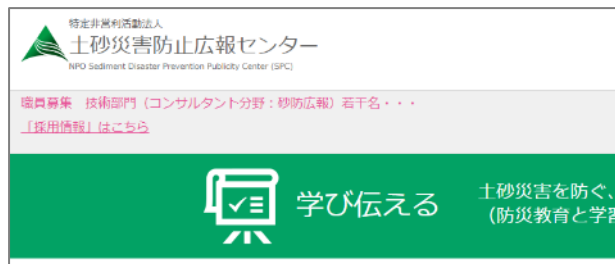 特定非営利活動法人
土砂災害防止広報センター
NPO Sediment Disaster Prevention Publicity Center (SPC)
職員募集　技術部門（コンサルタント分野：砂防広報）若干名・・・
「採用情報」はこちら
学び伝える
土砂災害を防ぐ、
（防災教育と学習